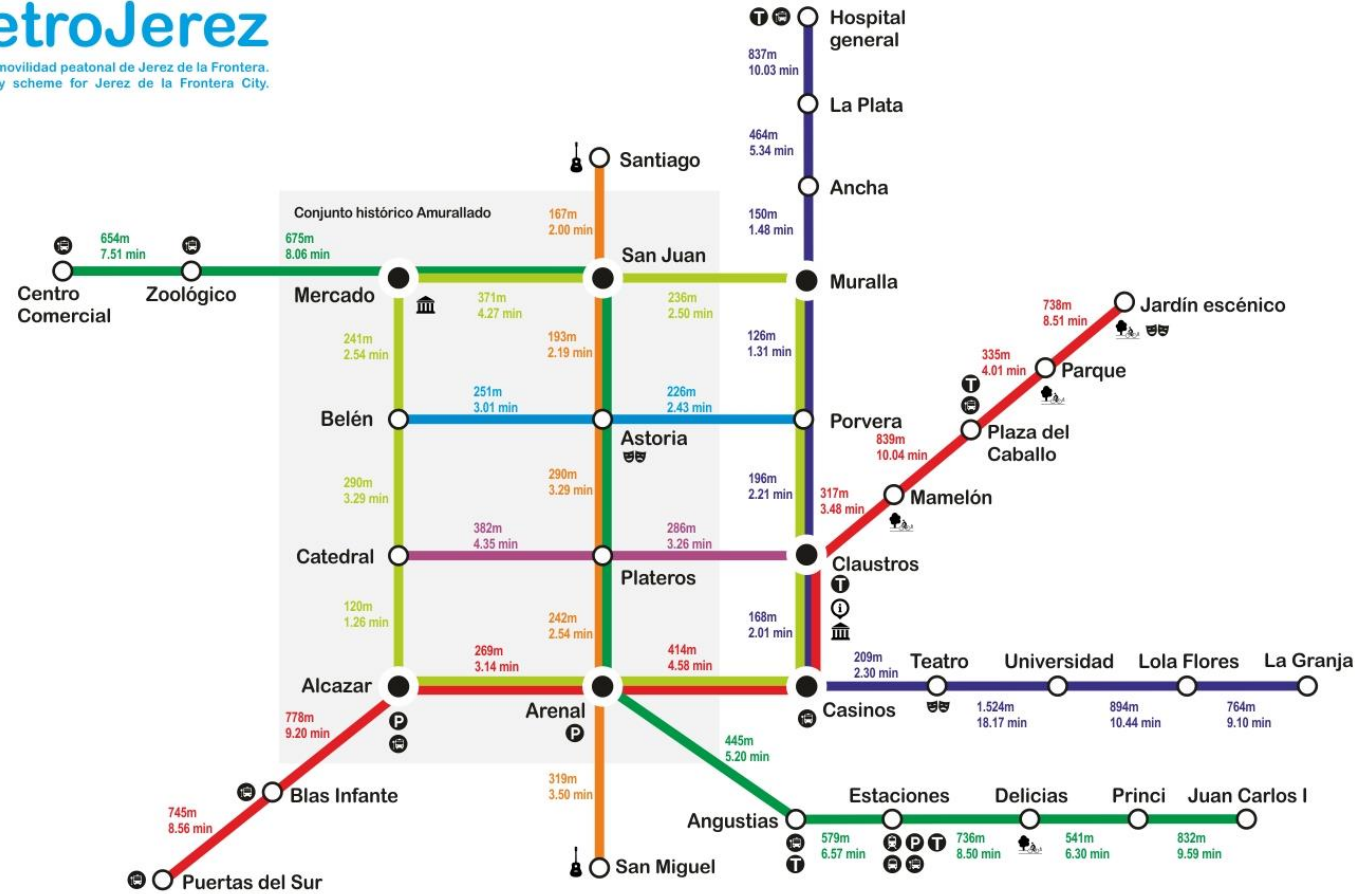 etroJerez
movilidad peatonal de Jerez de la Frontera.
y scheme for Jerez de la Frontera City.
Hospital
general
837m
10.03 min
La Plata
464m
5.34 min
Ancha
150m
1.48 min
Muralla
Santiago
167m
2.00 min
Conjunto histórico Amurallado
Centro
Comercial
654m
7.51 min
Zoológico
675m
8.06 min
Mercado
371m
4.27 min
San Juan
236m
2.50 min
241m
2.54 min
193m
2.19 min
126m
1.31 min
Belén
251m
3.01 min
Astoria
226m
2.43 min
Porvera
290m
3.29 min
290m
3.29 min
196m
2.21 min
Catedral
382m
4.35 min
Plateros
286m
3.26 min
Claustros
T
i
317m
3.48 min
Mamelón
839m
10.04 min
T
Plaza del
Caballo
335m
4.01 min
Parque
738m
8.51 min
Jardín escénico
120m
1.26 min
242m
2.54 min
168m
2.01 min
Alcazar
P
269m
3.14 min
Arenal
P
414m
4.58 min
Casinos
209m
2.30 min
Teatro
1.524m
18.17 min
Universidad
894m
10.44 min
Lola Flores
764m
9.10 min
La Granja
778m
9.20 min
Blas Infante
745m
8.56 min
Puertas del Sur
319m
3.50 min
San Miguel
445m
5.20 min
Angustias
T
579m
6.57 min
Estaciones
P T
736m
8.50 min
Delicias
541m
6.30 min
Princi
832m
9.59 min
Juan Carlos I
T